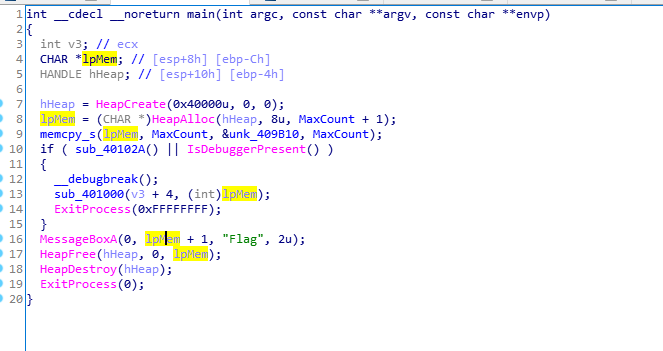 1 int __cdecl __noreturn main(int argc, const char **argv, const char **envp)
2 {
3 int v3; // ecx
4 CHAR *lpMem; // [esp+8h] [ebp-Ch]
5 HANDLE hHeap; // [esp+10h] [ebp-4h]
6
7 hHeap = HeapCreate(0x40000u, 0, 0);
8 lpMem = (CHAR *)HeapAlloc(hHeap, 8u, MaxCount + 1);
9 memcpy_s(lpMem, MaxCount, &unk_409B10, MaxCount);
10 if ( sub_40102A() || IsDebuggerPresent() )
11 {
12 __debugbreak();
13 sub_401000(v3 + 4, (int)lpMem);
14 ExitProcess(0xFFFFFFFF);
15 }
16 MessageBoxA(0, lpMem + 1, "Flag", 2u);
17 HeapFree(hHeap, 0, lpMem);
18 HeapDestroy(hHeap);
19 ExitProcess(0);
20 }